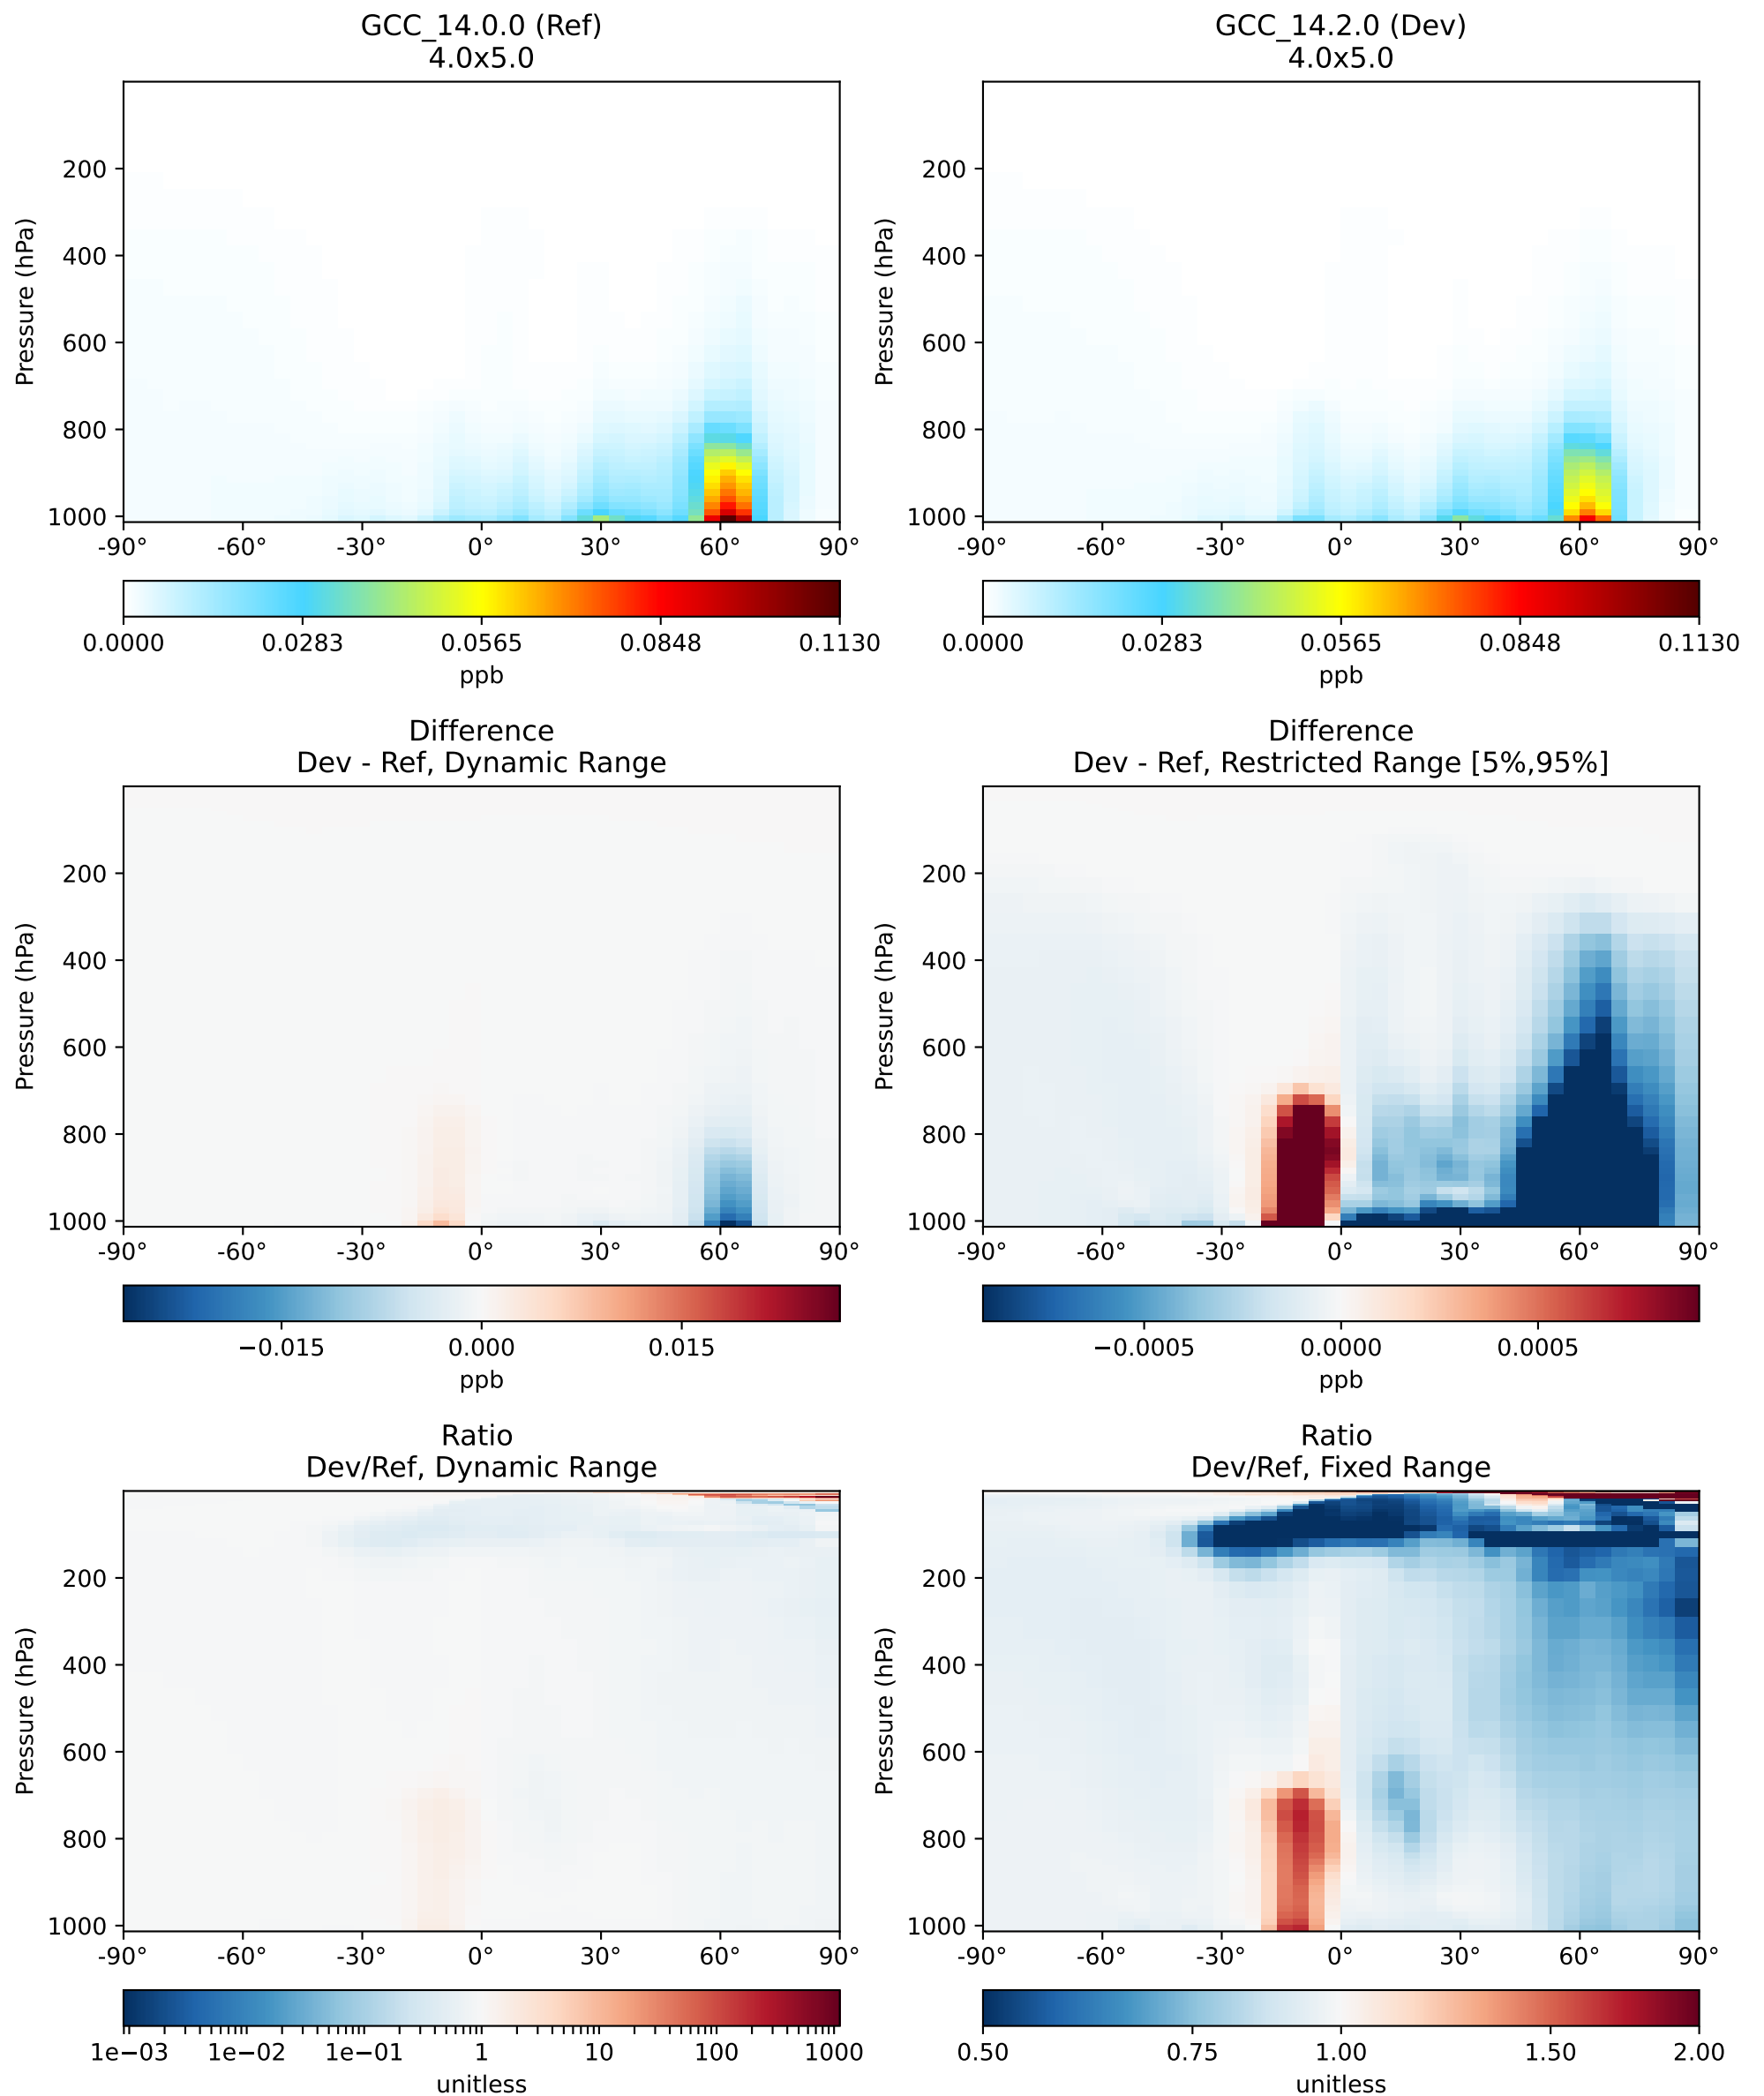 GCC_14.0.0 (Ref)
4.0x5.0
Pressure (hPa)
200
400
600
800
1000
-90° -60° -30° 0° 30° 60° 90°
0.0000 0.0283 0.0565 0.0848 0.1130
ppb
GCC_14.2.0 (Dev)
4.0x5.0
Pressure (hPa)
200
400
600
800
1000
-90° -60° -30° 0° 30° 60° 90°
0.0000 0.0283 0.0565 0.0848 0.1130
ppb
Difference
Dev - Ref, Dynamic Range
Pressure (hPa)
200
400
600
800
1000
-90° -60° -30° 0° 30° 60° 90°
−0.015 0.000 0.015
ppb
Difference
Dev - Ref, Restricted Range [5%,95%]
Pressure (hPa)
200
400
600
800
1000
-90° -60° -30° 0° 30° 60° 90°
−0.0005 0.0000 0.0005
ppb
Ratio
Dev/Ref, Dynamic Range
Pressure (hPa)
200
400
600
800
1000
-90° -60° -30° 0° 30° 60° 90°
1e−03 1e−02 1e−01 1 10 100 1000
unitless
Ratio
Dev/Ref, Fixed Range
Pressure (hPa)
200
400
600
800
1000
-90° -60° -30° 0° 30° 60° 90°
0.50 0.75 1.00 1.50 2.00
unitless